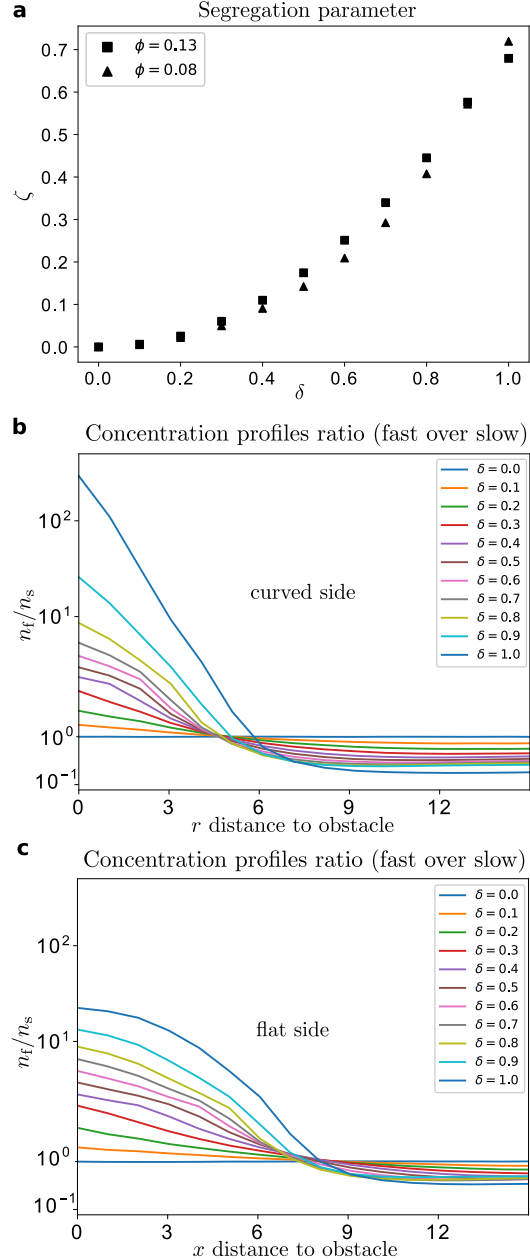 a
Segregation parameter
ϕ = 0.13
ϕ = 0.08
0.7
0.6
0.5
0.4
0.3
0.2
0.1
0.0
ζ
0.0 0.2 0.4 0.6 0.8 1.0
δ
b
Concentration profiles ratio (fast over slow)
10²
10¹
10⁰
10⁻¹
n_f/n_s
δ = 0.0
δ = 0.1
δ = 0.2
δ = 0.3
δ = 0.4
δ = 0.5
δ = 0.6
δ = 0.7
δ = 0.8
δ = 0.9
δ = 1.0
curved side
0 3 6 9 12
r distance to obstacle
c
Concentration profiles ratio (fast over slow)
10²
10¹
10⁰
10⁻¹
n_f/n_s
δ = 0.0
δ = 0.1
δ = 0.2
δ = 0.3
δ = 0.4
δ = 0.5
δ = 0.6
δ = 0.7
δ = 0.8
δ = 0.9
δ = 1.0
flat side
0 3 6 9 12
x distance to obstacle